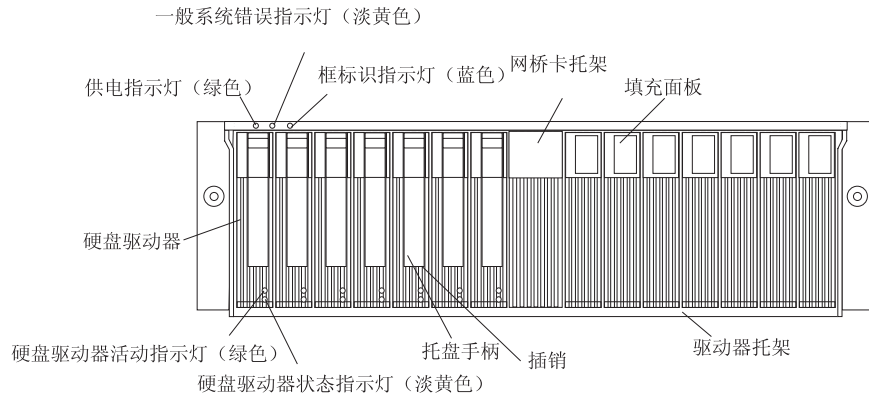 一般系统错误指示灯（淡黄色）
供电指示灯（绿色）
框标识指示灯（蓝色）
网桥卡托架
填充面板
硬盘驱动器
硬盘驱动器活动指示灯（绿色）
硬盘驱动器状态指示灯（淡黄色）
托盘手柄
插销
驱动器托架